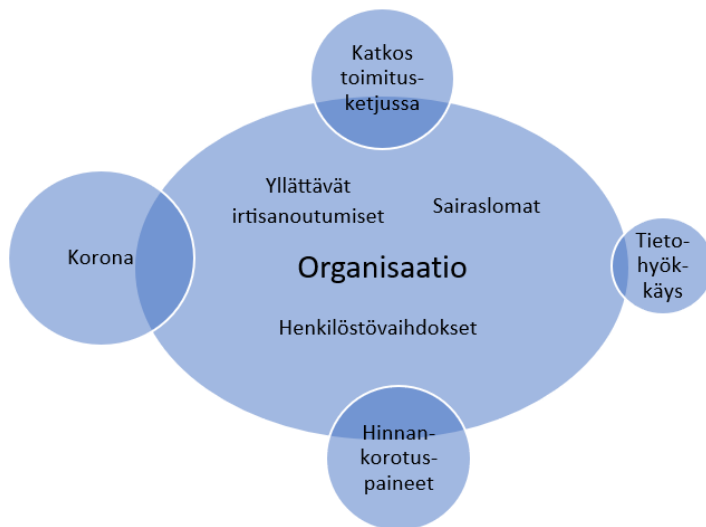 Katkos
toimitus-
ketjussa
Yllättävät
irtisanoutumiset
Sairaslomat
Korona
Organisaatio
Tieto-
hyök-
käys
Henkilöstövaihdokset
Hinnan-
korotus-
paineet